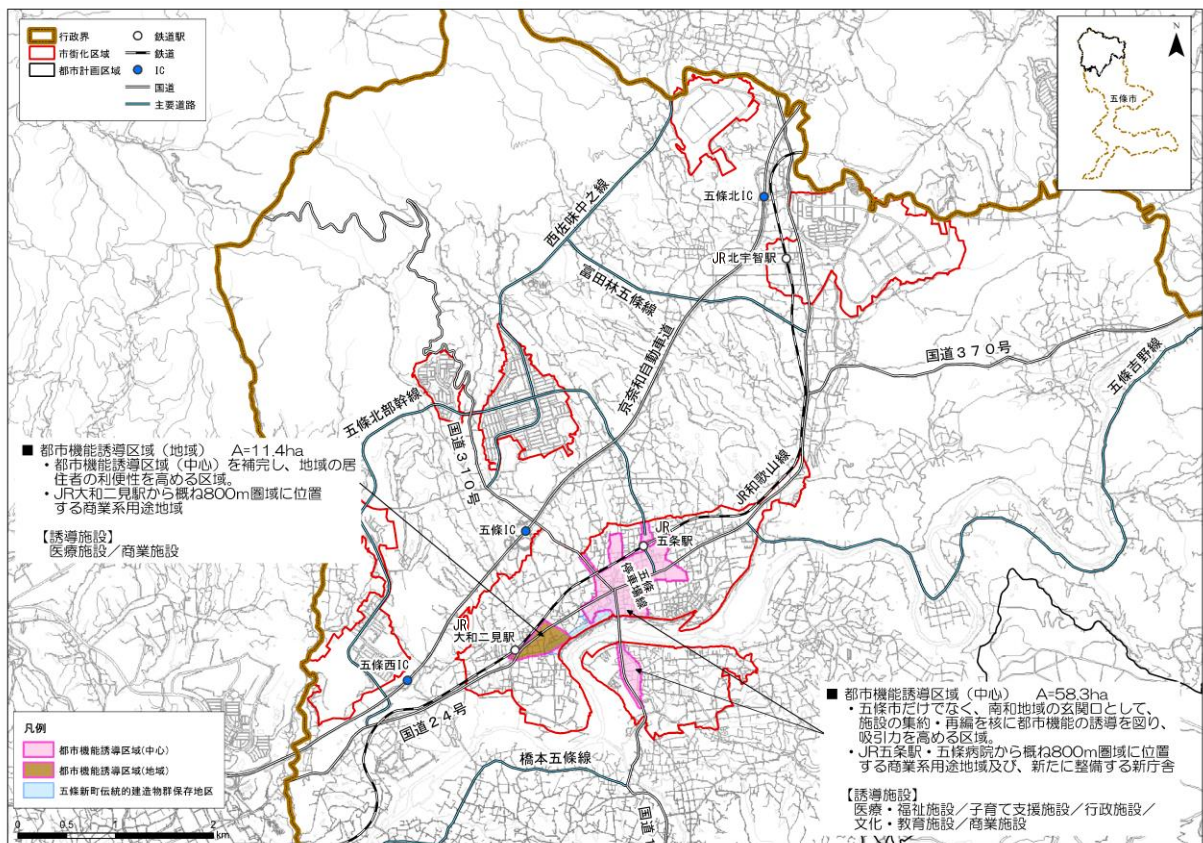 行政界
市街化区域
都市計画区域
鉄道駅
鉄道
IC
国道
主要道路
N
五條市
五條北IC
西佐味中之線
JR北宇智駅
富田林五條線
京奈和自動車道
国道370号
五條吉野線
五條北部幹線
国道310号
JR和歌山線
■ 都市機能誘導区域（地域） A=11.4ha
・都市機能誘導区域（中心）を補完し、地域の居
住者の利便性を高める区域。
・JR大和二見駅から概ね800m圏域に位置
する商業系用途地域
【誘導施設】
医療施設／商業施設
五條IC
JR
五条駅
五條
停車場線
JR
大和二見駅
五條西IC
国道24号
橋本五條線
国道1
■ 都市機能誘導区域（中心） A=58.3ha
・五條市だけでなく、南和地域の玄関口として、
施設の集約・再編を核に都市機能の誘導を図り、
吸引力を高める区域。
・JR五条駅・五條病院から概ね800m圏域に位置
する商業系用途地域及び、新たに整備する新庁舎
【誘導施設】
医療・福祉施設／子育て支援施設／行政施設／
文化・教育施設／商業施設
凡例
都市機能誘導区域(中心)
都市機能誘導区域(地域)
五條新町伝統的建造物群保存地区
0 0.5 1 2
km